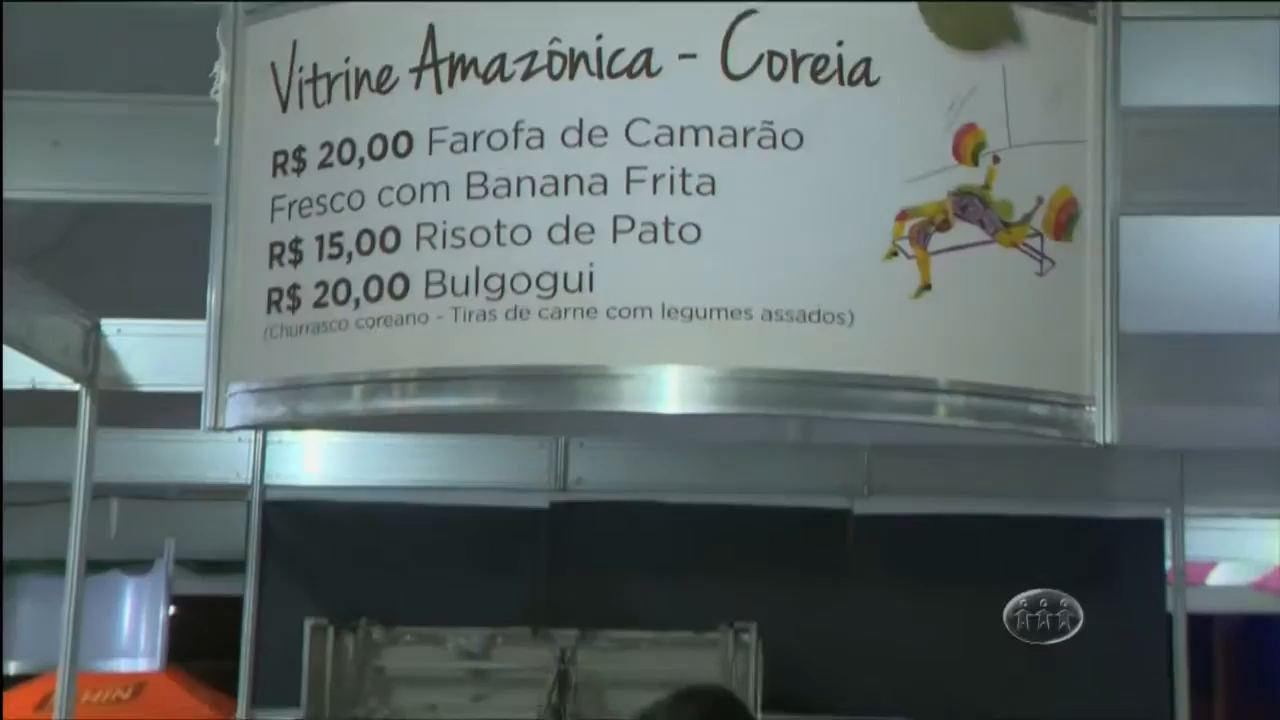 Vitrine Amazônica - Coreia
R$ 20,00 Farofa de Camarão
Fresco com Banana Frita
R$ 15,00 Risoto de Pato
R$ 20,00 Bulgogui
(Churrasco coreano - Tiras de carne com legumes assados)